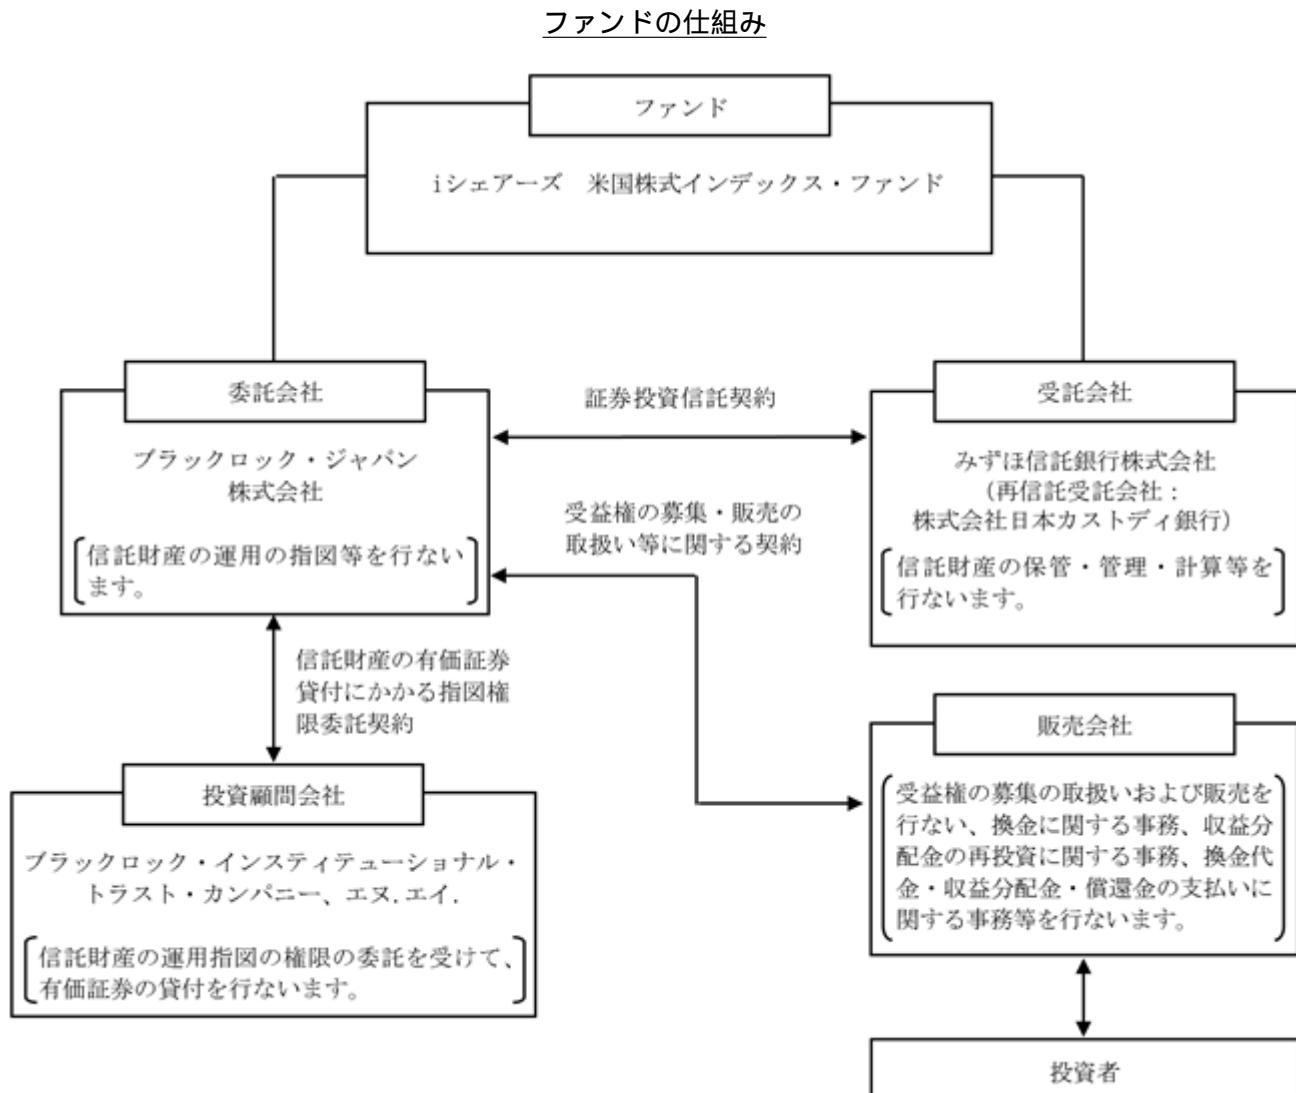 ファンドの仕組み
ファンド
iシェアーズ　米国株式インデックス・ファンド
委託会社
ブラックロック・ジャパン
株式会社
信託財産の運用の指図等を行ない
ます。
証券投資信託契約
受益権の募集・販売の
取扱い等に関する契約
受託会社
みずほ信託銀行株式会社
（再信託受託会社：
株式会社日本カストディ銀行）
信託財産の保管・管理・計算等を
行ないます。
信託財産の有価証券
貸付にかかる指図権
限委託契約
投資顧問会社
ブラックロック・インスティテューショナル・
トラスト・カンパニー、エヌ.エイ.
信託財産の運用指図の権限の委託を受けて、
有価証券の貸付を行ないます。
販売会社
受益権の募集の取扱いおよび販売を
行ない、換金に関する事務、収益分
配金の再投資に関する事務、換金代
金・収益分配金・償還金の支払いに
関する事務等を行ないます。
投資者